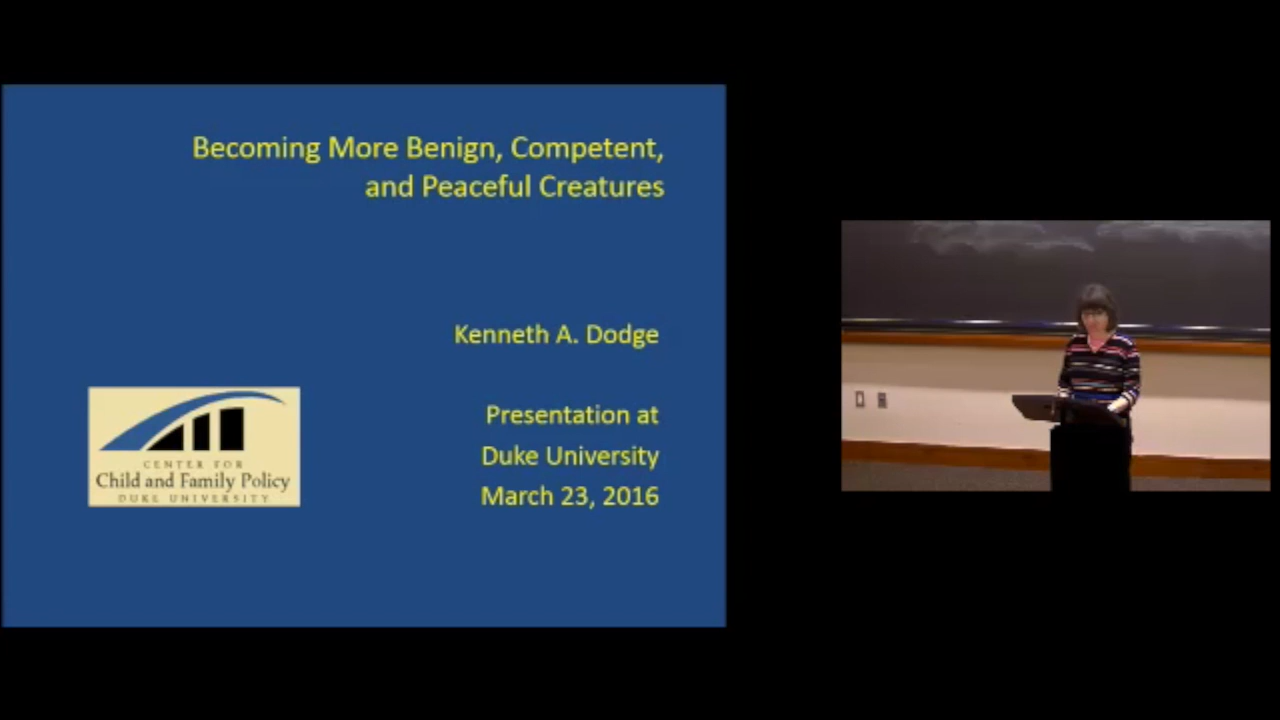 Becoming More Benign, Competent,
and Peaceful Creatures
Kenneth A. Dodge
Presentation at
Duke University
March 23, 2016
CENTER FOR
Child and Family Policy
DUKE UNIVERSITY